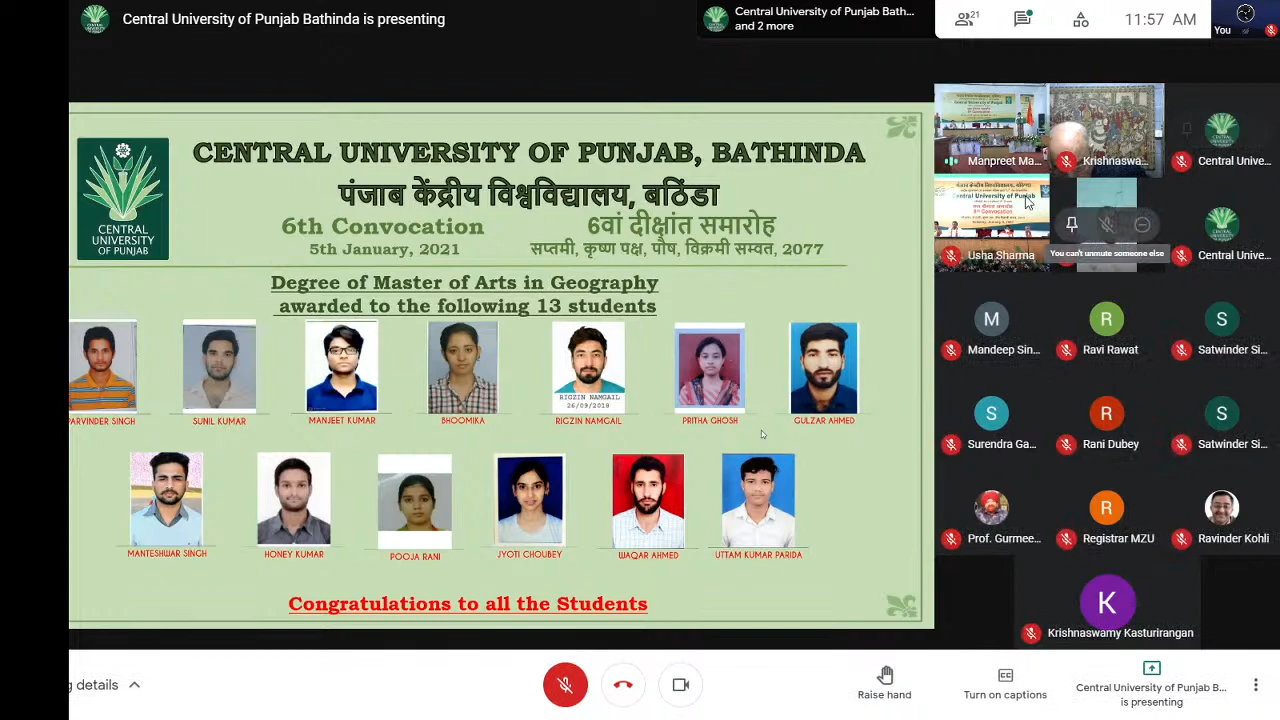 Central University of Punjab Bathinda is presenting
Central University of Punjab Bath...
and 2 more
21
11:57 AM
You
CENTRAL UNIVERSITY OF PUNJAB
CENTRAL UNIVERSITY OF PUNJAB, BATHINDA
पंजाब केंद्रीय विश्वविद्यालय, बठिंडा
6th Convocation
6वां दीक्षांत समारोह
5th January, 2021
सप्तमी, कृष्ण पक्ष, पौष, विक्रमी सम्वत, 2077
Degree of Master of Arts in Geography
awarded to the following 13 students
PARVINDER SINGH
SUNIL KUMAR
MANJEET KUMAR
BHOOMIKA
RIGZIN NAMGAIL
26/09/2018
RIGZIN NAMGAIL
PRITHA GHOSH
GULZAR AHMED
MANTESHWAR SINGH
HONEY KUMAR
POOJA RANI
JYOTI CHOUBEY
WAQAR AHMED
UTTAM KUMAR PARIDA
Congratulations to all the Students
Manpreet Ma...
Krishnaswa...
Central Unive...
Usha Sharma
You can't unmute someone else
Central Unive...
M
Mandeep Sin...
R
Ravi Rawat
S
Satwinder Si...
S
Surendra Ga...
R
Rani Dubey
S
Satwinder Si...
Prof. Gurmee...
R
Registrar MZU
Ravinder Kohli
K
Krishnaswamy Kasturirangan
g details
Raise hand
Turn on captions
Central University of Punjab B...
is presenting